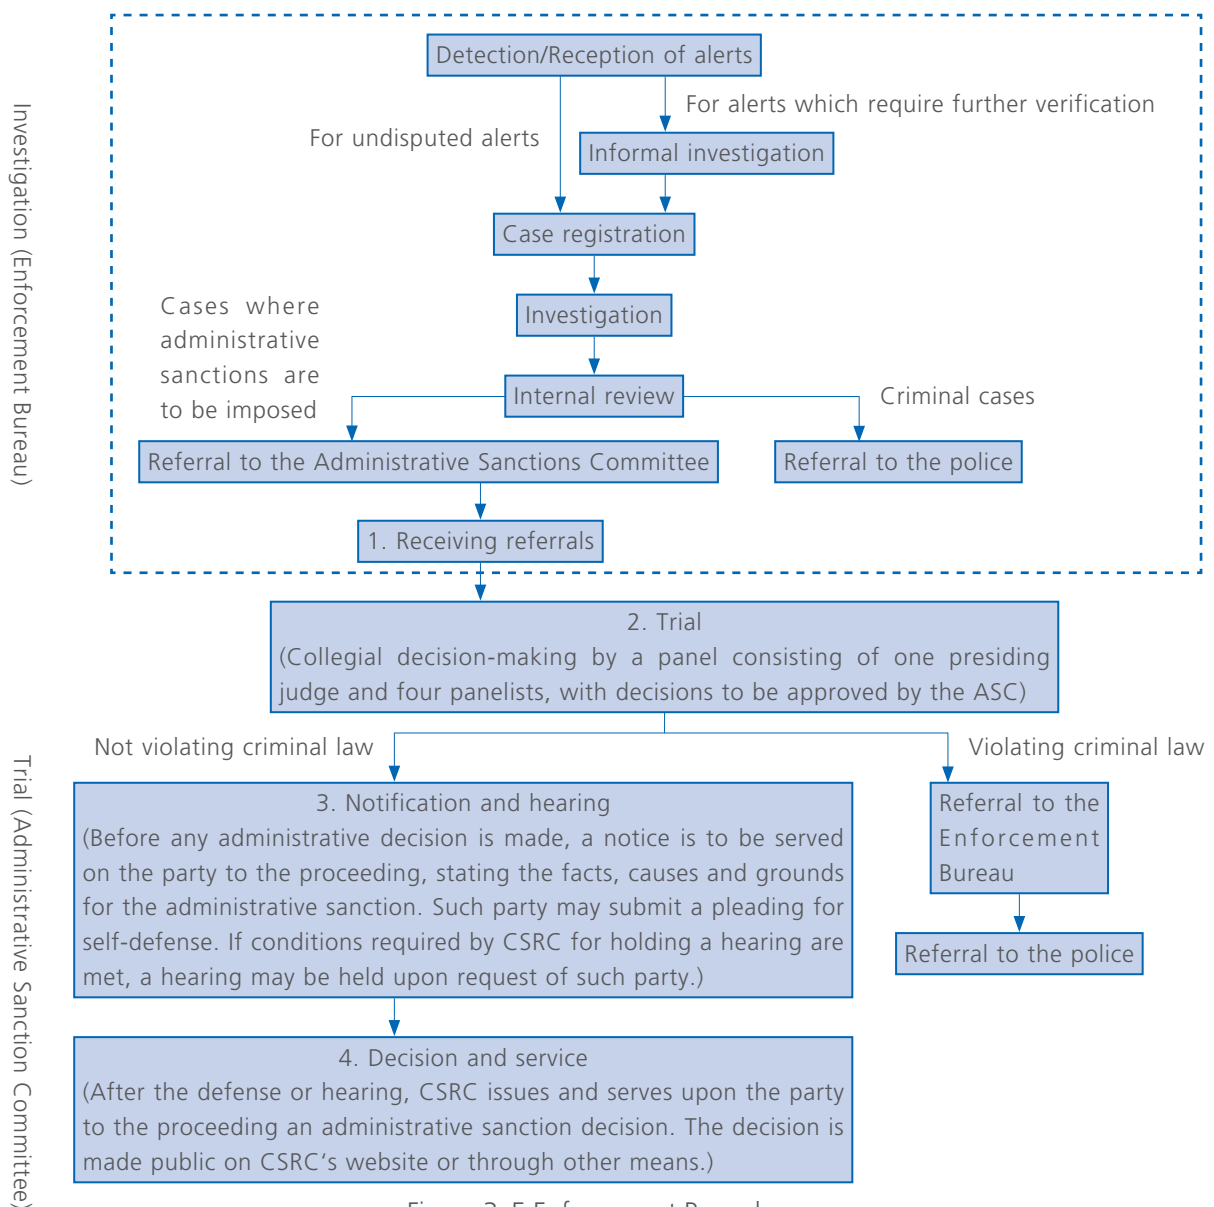 Investigation (Enforcement Bureau)
Detection/Reception of alerts
For alerts which require further verification
For undisputed alerts
Informal investigation
Case registration
Investigation
Cases where
administrative
sanctions are
to be imposed
Internal review
Criminal cases
Referral to the Administrative Sanctions Committee
Referral to the police
1. Receiving referrals
Trial (Administrative Sanction Committee)
2. Trial
(Collegial decision-making by a panel consisting of one presiding
judge and four panelists, with decisions to be approved by the ASC)
Not violating criminal law
Violating criminal law
3. Notification and hearing
(Before any administrative decision is made, a notice is to be served
on the party to the proceeding, stating the facts, causes and grounds
for the administrative sanction. Such party may submit a pleading for
self-defense. If conditions required by CSRC for holding a hearing are
met, a hearing may be held upon request of such party.)
Referral to the
Enforcement
Bureau
Referral to the police
4. Decision and service
(After the defense or hearing, CSRC issues and serves upon the party
to the proceeding an administrative sanction decision. The decision is
made public on CSRC's website or through other means.)